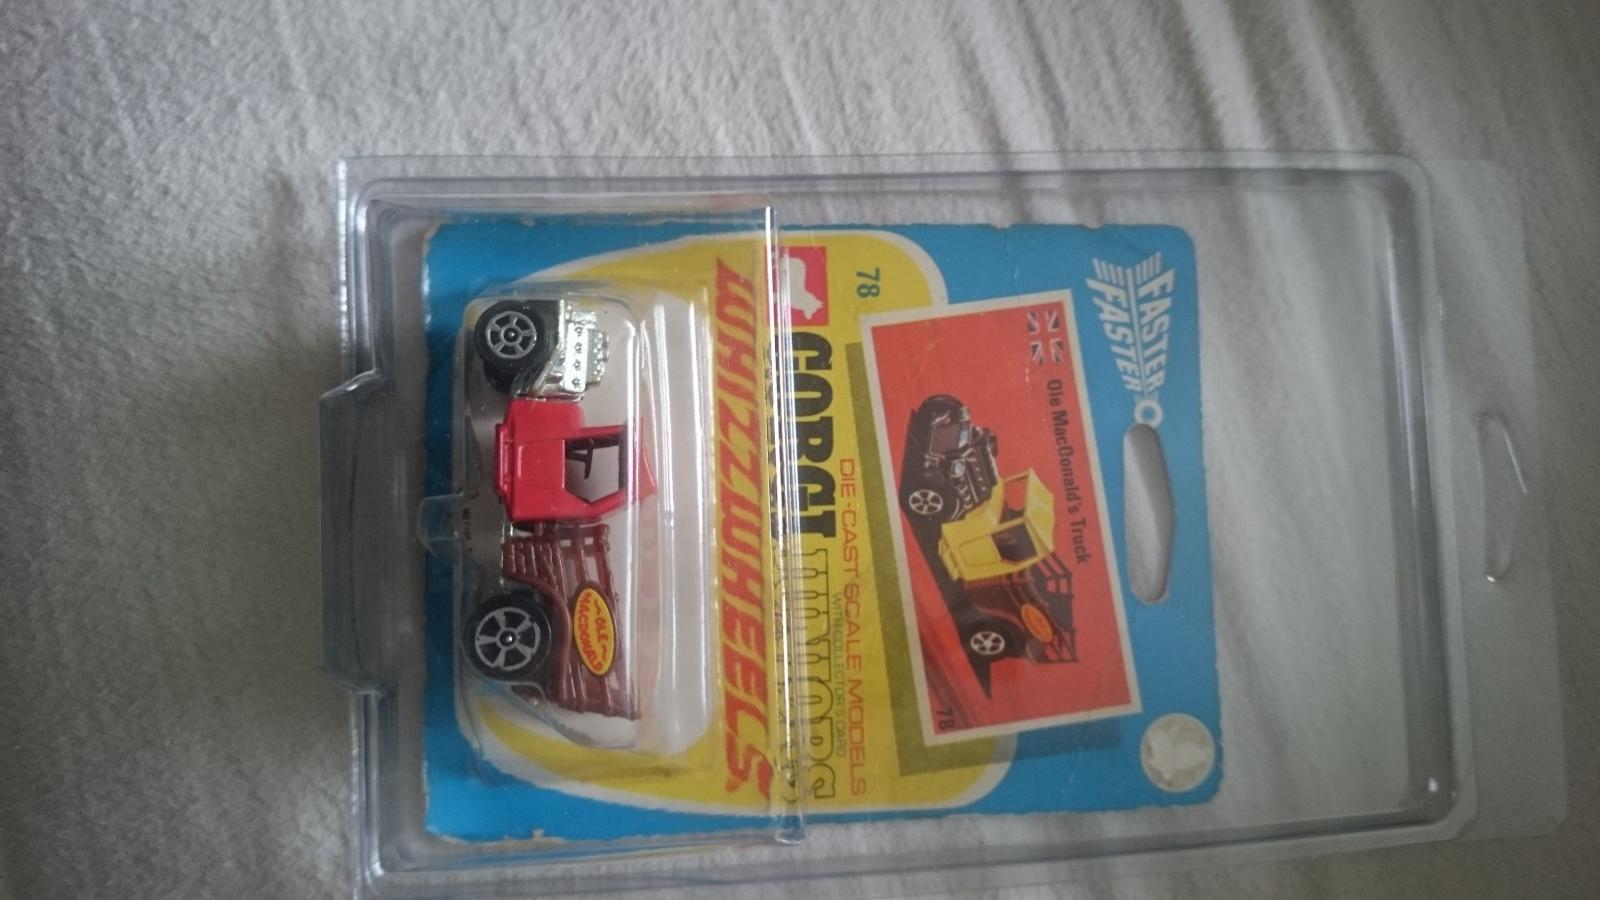 FASTER
FASTER
Ole MacDonald's Truck
78
78
DIE-CAST SCALE MODELS
WITH COLLECTOR'S CARD
CORGI JUNIORS
WHIZZWHEELS
~OLE~
MACDONALD